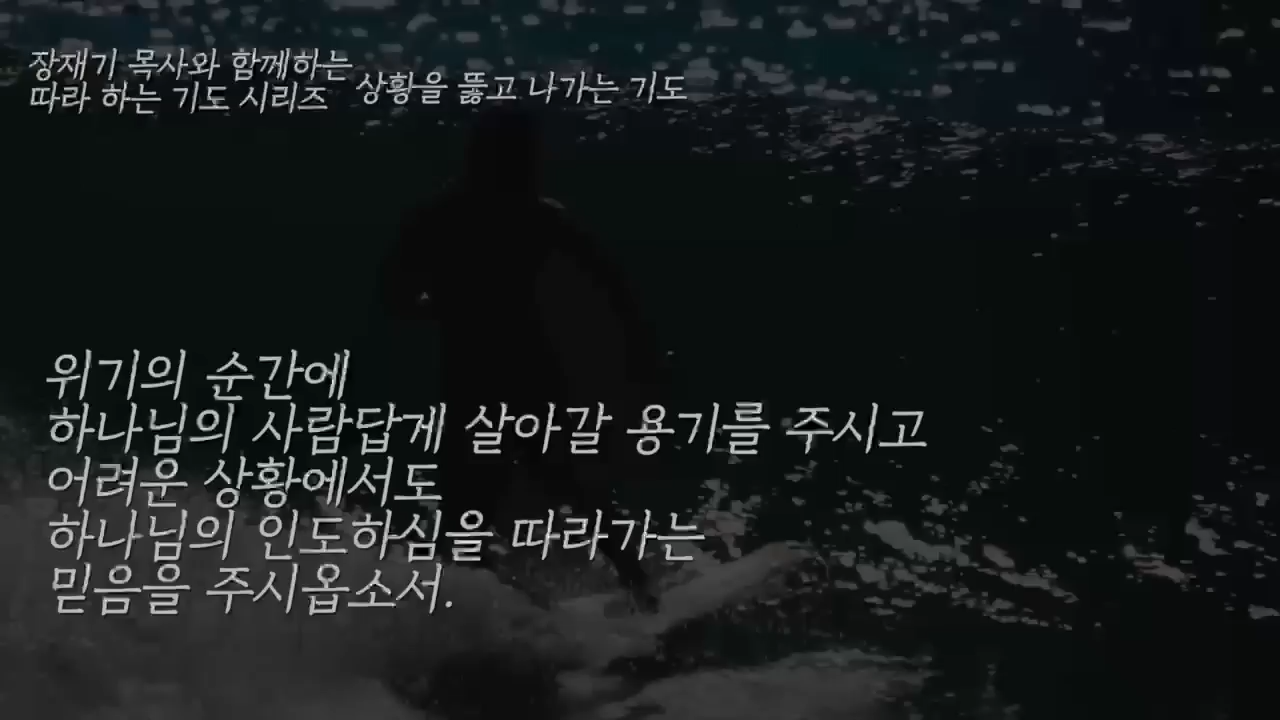 장재기 목사와 함께하는
따라 하는 기도 시리즈
상황을 뚫고 나가는 기도
위기의 순간에
하나님의 사람답게 살아갈 용기를 주시고
어려운 상황에서도
하나님의 인도하심을 따라가는
믿음을 주시옵소서.